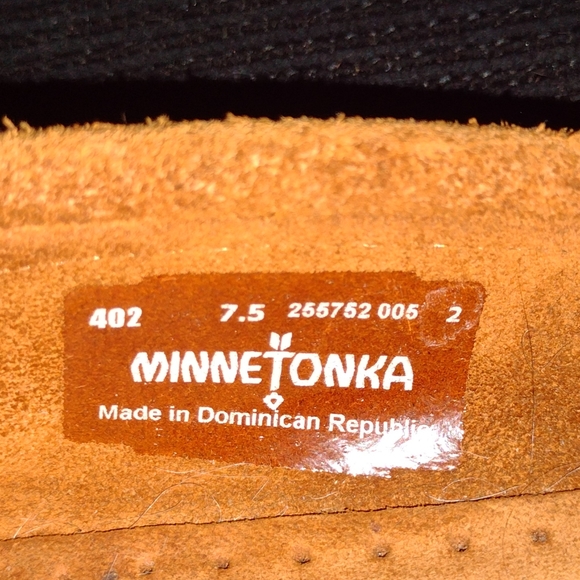 402 7.5 255752 005 2
MINNETONKA
Made in Dominican Republic